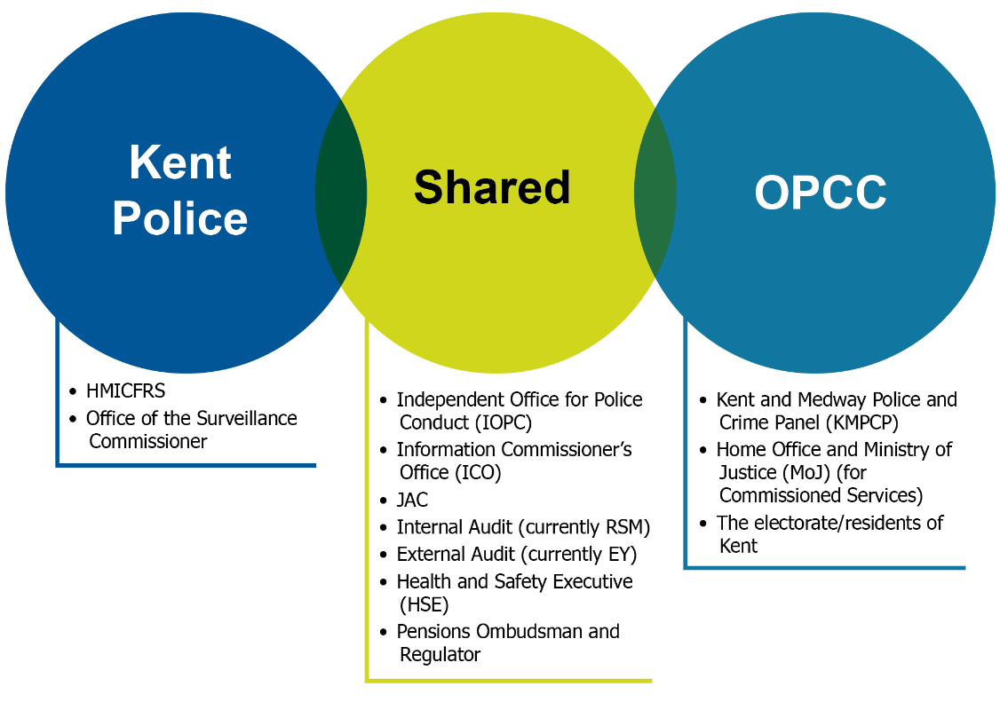 Kent
Police
Shared
OPCC
• HMICFRS
• Office of the Surveillance
Commissioner
• Independent Office for Police
Conduct (IOPC)
• Information Commissioner’s
Office (ICO)
• JAC
• Internal Audit (currently RSM)
• External Audit (currently EY)
• Health and Safety Executive
(HSE)
• Pensions Ombudsman and
Regulator
• Kent and Medway Police and
Crime Panel (KMPCP)
• Home Office and Ministry of
Justice (MoJ) (for
Commissioned Services)
• The electorate/residents of
Kent